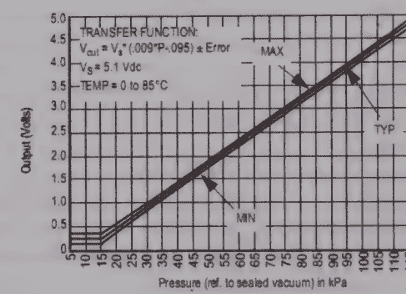 5.0
TRANSFER FUNCTION:
4.5
Vout = Vs* (.009*P-.095) ± Error
MAX
4.0
VS = 5.1 Vdc
TEMP = 0 to 85°C
3.5
3.0
2.5
TYP
2.0
1.5
1.0
MIN
0.5
0
Output (Volts)
5 10 15 20 25 30 35 40 45 50 55 60 65 70 75 80 85 90 95 100 105 110
Pressure (ref. to sealed vacuum) in kPa